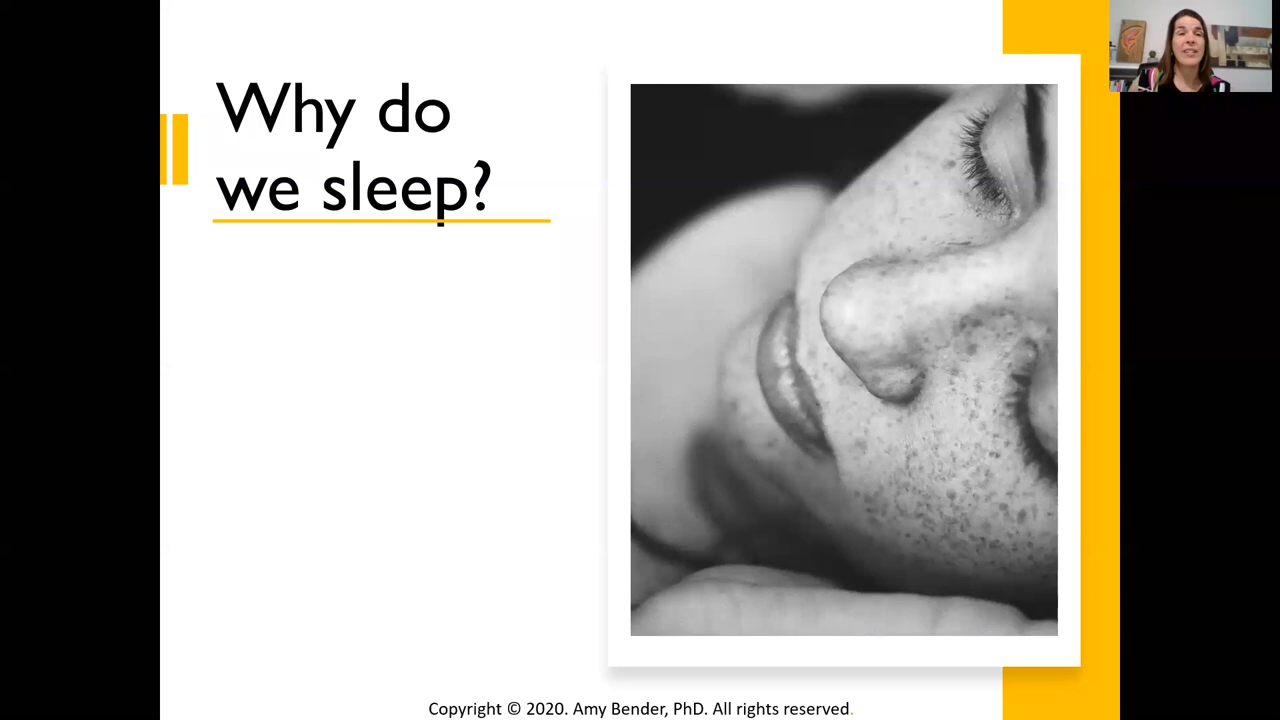 Why do
we sleep?
Copyright © 2020. Amy Bender, PhD. All rights reserved.